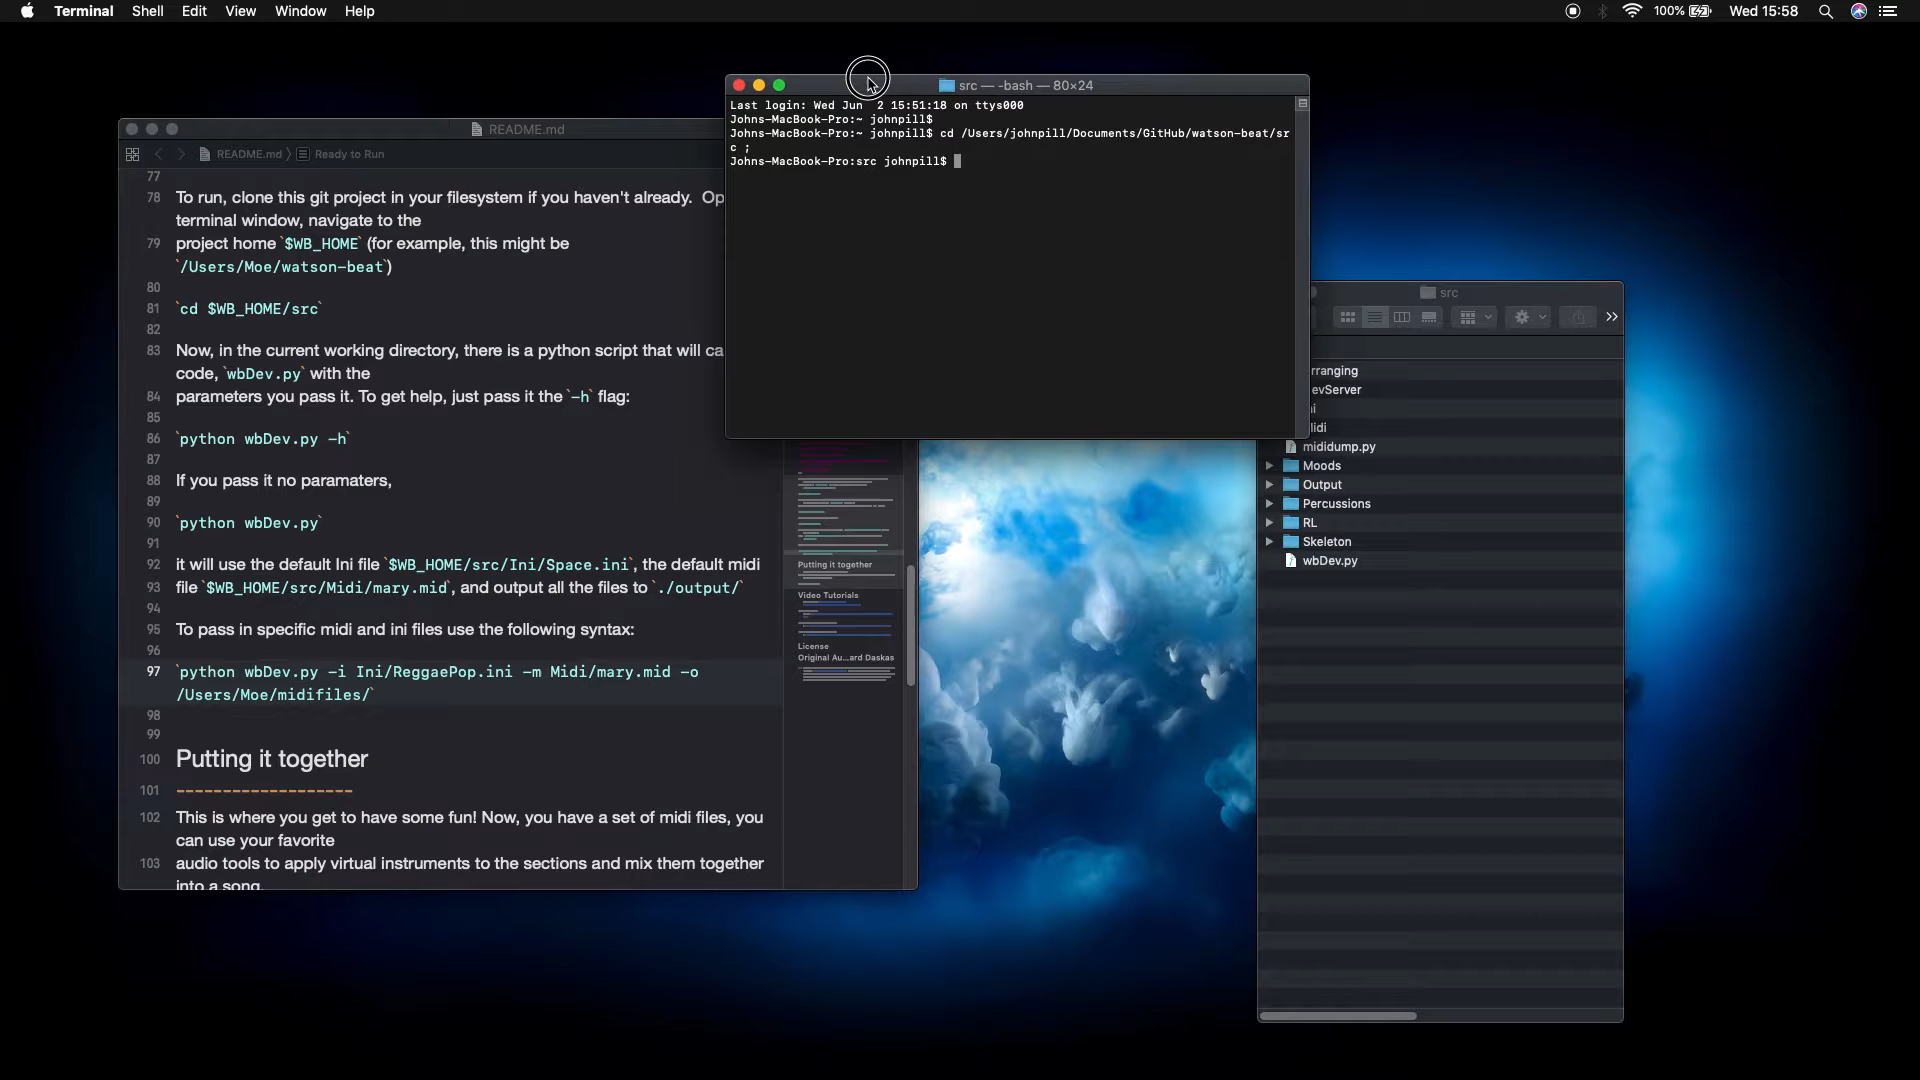 Terminal Shell Edit View Window Help
100% Wed 15:58
src — -bash — 80×24
Last login: Wed Jun  2 15:51:18 on ttys000
Johns-MacBook-Pro:~ johnpill$
Johns-MacBook-Pro:~ johnpill$ cd /Users/johnpill/Documents/GitHub/watson-beat/sr
c ;
Johns-MacBook-Pro:src johnpill$
README.md
README.md Ready to Run
77
78 To run, clone this git project in your filesystem if you haven't already.  Op
terminal window, navigate to the
79 project home `$WB_HOME` (for example, this might be
`/Users/Moe/watson-beat`)
80
81 `cd $WB_HOME/src`
82
83 Now, in the current working directory, there is a python script that will ca
code, `wbDev.py` with the
84 parameters you pass it. To get help, just pass it the `-h` flag:
85
86 `python wbDev.py -h`
87
88 If you pass it no paramaters,
89
90 `python wbDev.py`
91
92 it will use the default Ini file `$WB_HOME/src/Ini/Space.ini`, the default midi
93 file `$WB_HOME/src/Midi/mary.mid`, and output all the files to `./output/`
94
95 To pass in specific midi and ini files use the following syntax:
96
97 `python wbDev.py -i Ini/ReggaePop.ini -m Midi/mary.mid -o
/Users/Moe/midifiles/`
98
99
100 Putting it together
101 -------------------
102 This is where you get to have some fun! Now, you have a set of midi files, you
can use your favorite
103 audio tools to apply virtual instruments to the sections and mix them together
into a song.
Putting it together
Video Tutorials
License
Original Au...ard Daskas
src
rranging
evServer
ni
lidi
mididump.py
Moods
Output
Percussions
RL
Skeleton
wbDev.py